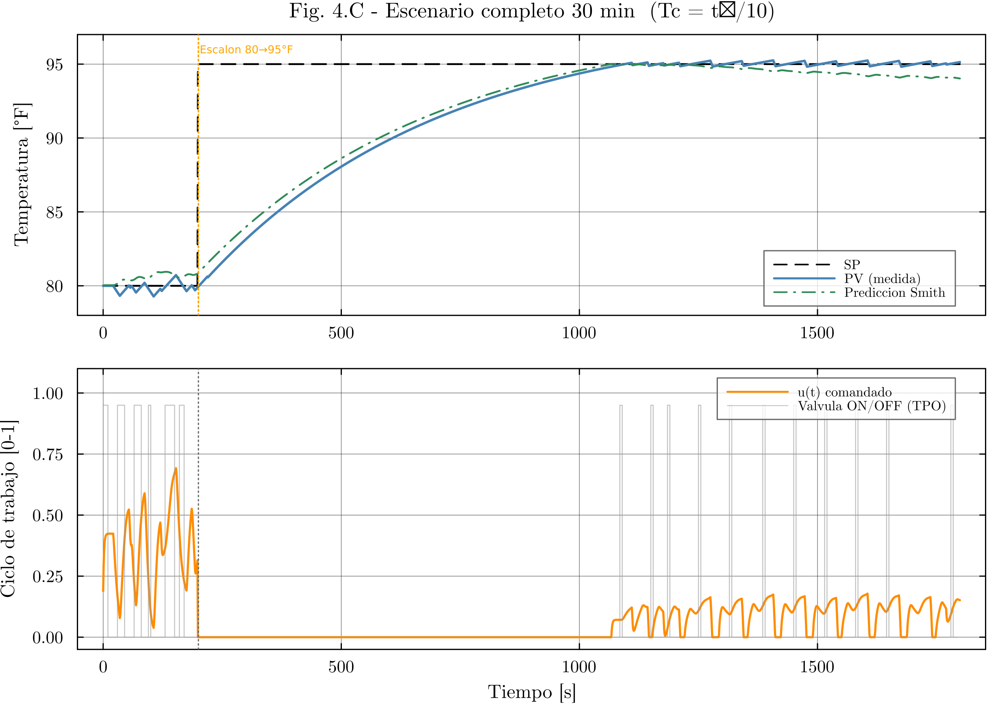 Fig. 4.C - Escenario completo 30 min (Tc = t☒/10)
Escalon 80→95°F
Temperatura [°F]
95
90
85
80
SP
PV (medida)
Prediccion Smith
0 500 1000 1500
Ciclo de trabajo [0-1]
1.00
0.75
0.50
0.25
0.00
u(t) comandado
Valvula ON/OFF (TPO)
0 500 1000 1500
Tiempo [s]